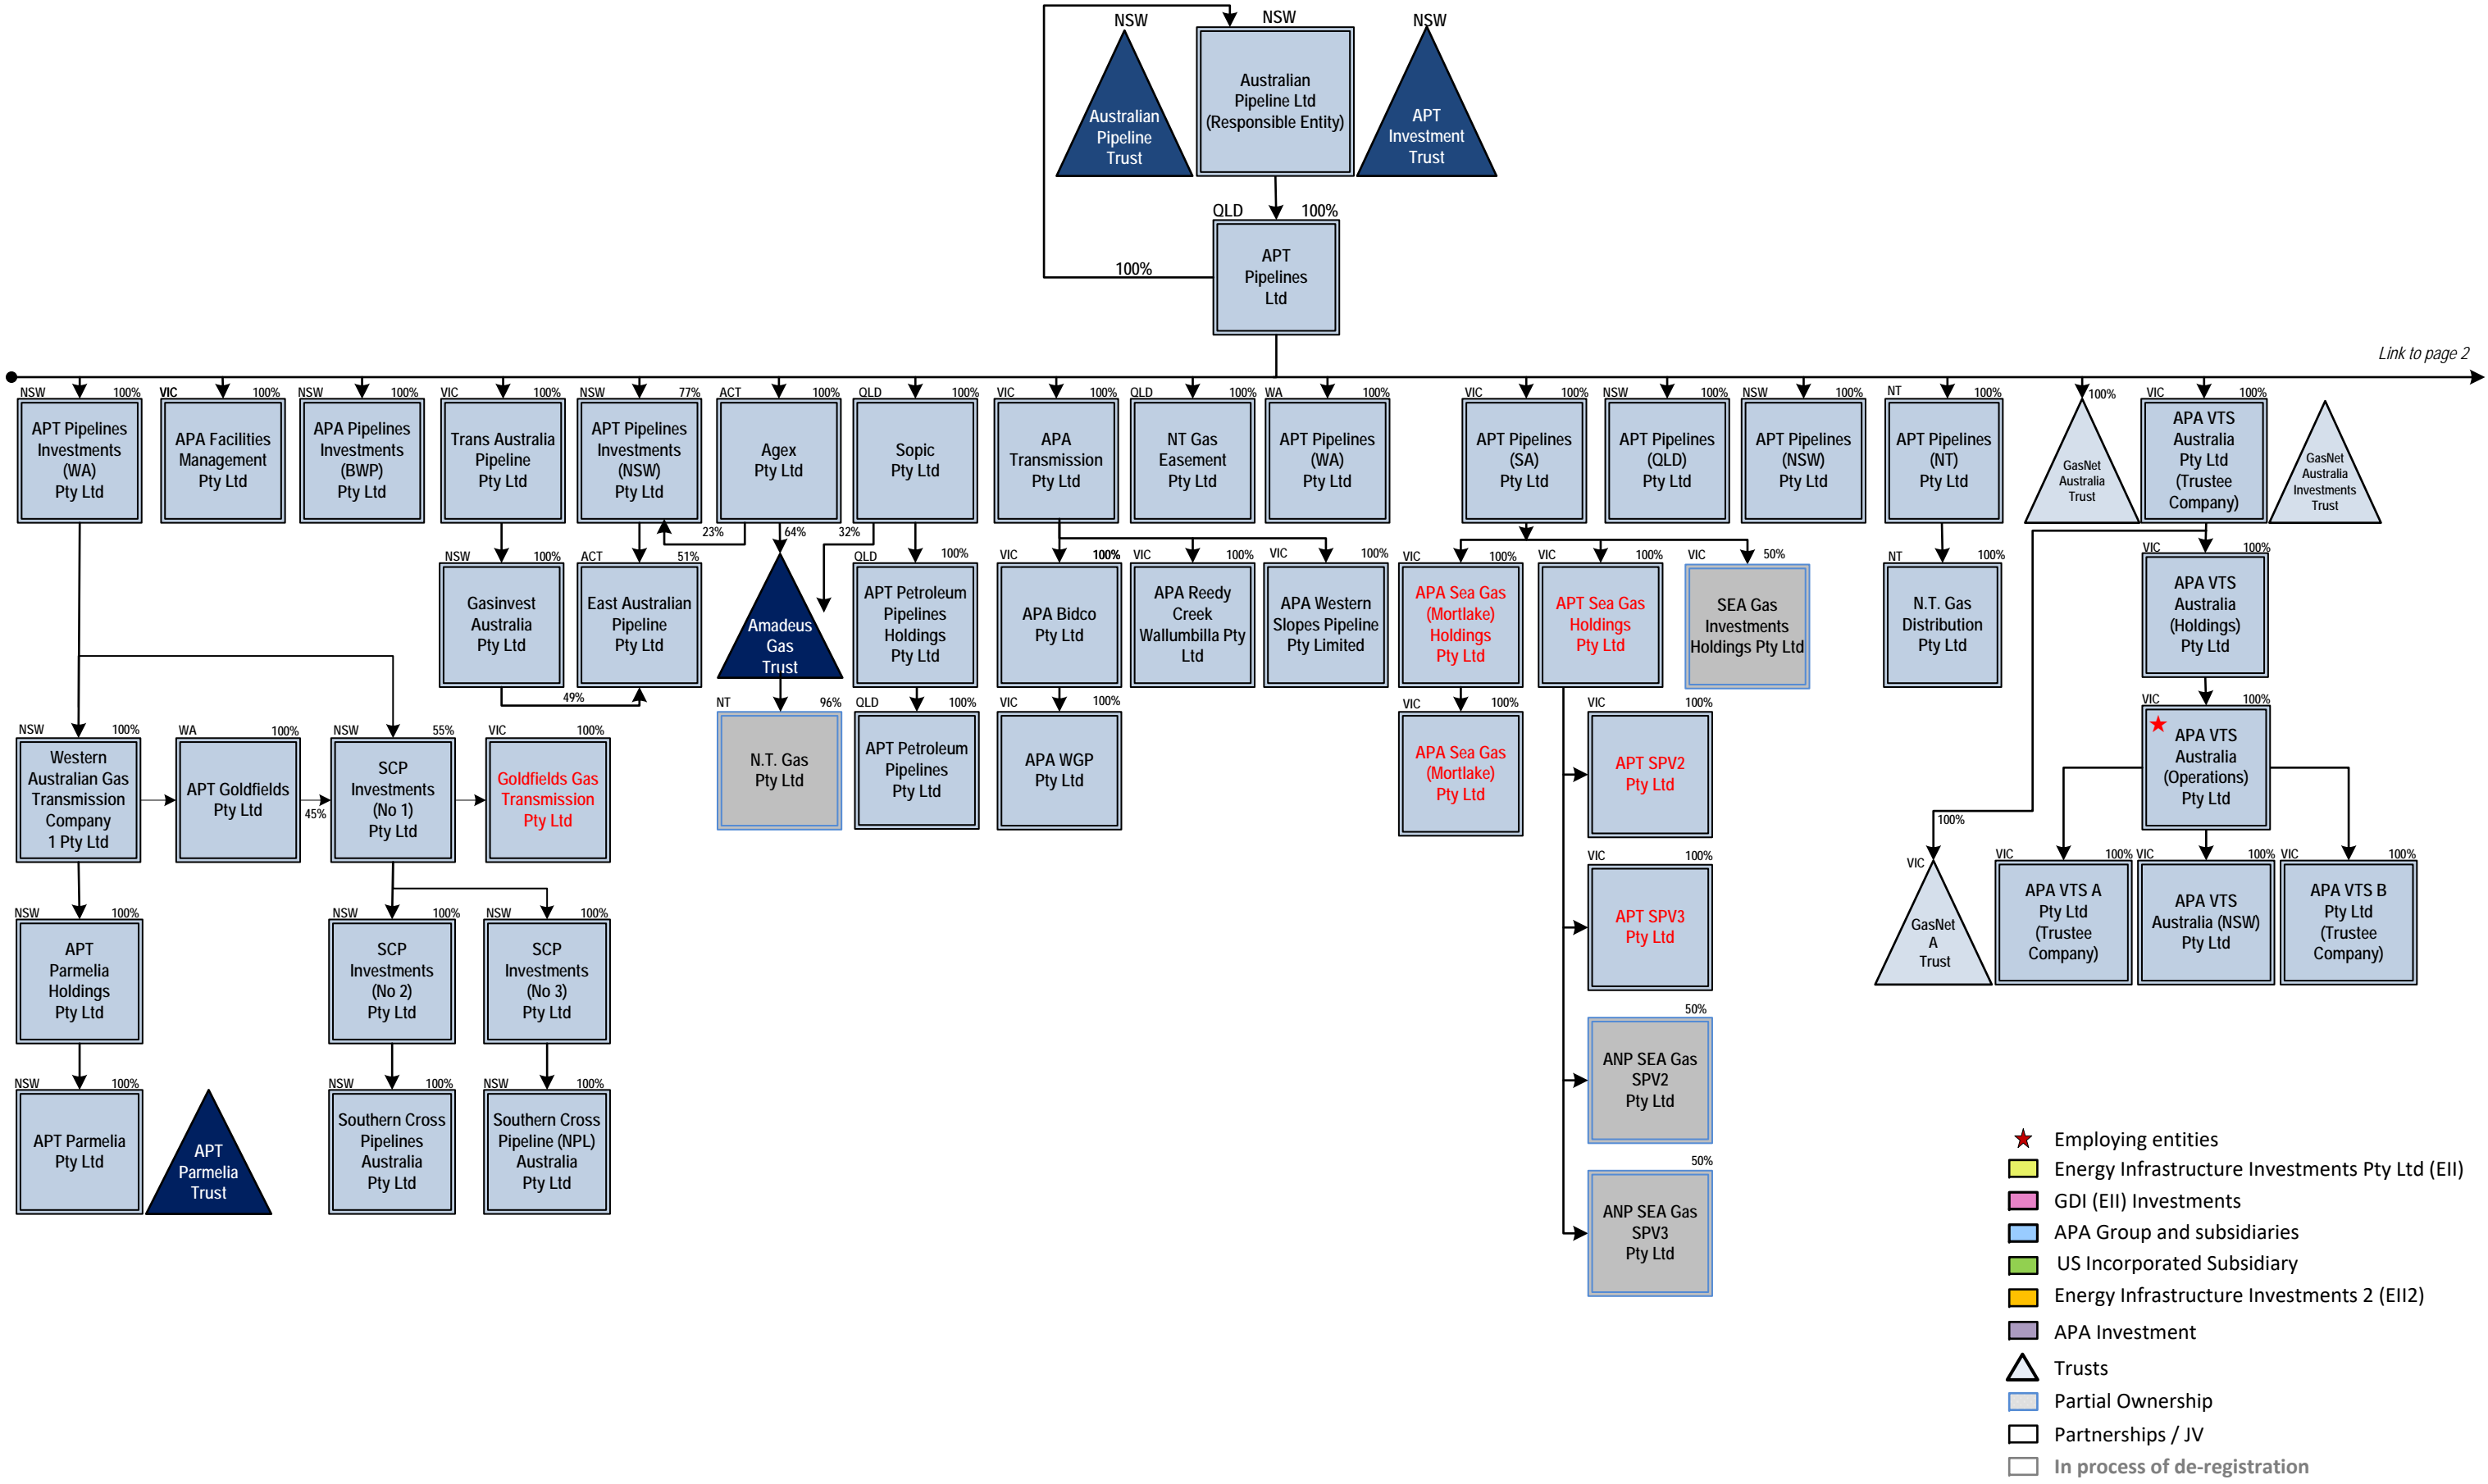 NSW
NSW
NSW
Australian
Pipeline
Trust
Australian
Pipeline Ltd
(Responsible Entity)
APT
Investment
Trust
QLD
100%
APT
Pipelines
Ltd
100%
Link to page 2
NSW
100%
APT Pipelines
Investments
(WA)
Pty Ltd
VIC
100%
APA Facilities
Management
Pty Ltd
NSW
100%
APA Pipelines
Investments
(BWP)
Pty Ltd
VIC
100%
Trans Australia
Pipeline
Pty Ltd
NSW
77%
APT Pipelines
Investments
(NSW)
Pty Ltd
ACT
100%
Agex
Pty Ltd
QLD
100%
Sopic
Pty Ltd
VIC
100%
APA
Transmission
Pty Ltd
QLD
100%
NT Gas
Easement
Pty Ltd
WA
100%
APT Pipelines
(WA)
Pty Ltd
VIC
100%
APT Pipelines
(SA)
Pty Ltd
NSW
100%
APT Pipelines
(QLD)
Pty Ltd
NSW
100%
APT Pipelines
(NSW)
Pty Ltd
NT
100%
APT Pipelines
(NT)
Pty Ltd
100%
GasNet
Australia
Trust
VIC
100%
APA VTS
Australia
Pty Ltd
(Trustee
Company)
GasNet
Australia
Investments
Trust
23%
64%
32%
NSW
100%
Gasinvest
Australia
Pty Ltd
ACT
51%
East Australian
Pipeline
Pty Ltd
49%
Amadeus
Gas
Trust
QLD
100%
APT Petroleum
Pipelines
Holdings
Pty Ltd
VIC
100%
APA Bidco
Pty Ltd
VIC
100%
APA Reedy
Creek
Wallumbilla Pty
Ltd
VIC
100%
APA Western
Slopes Pipeline
Pty Limited
VIC
100%
APA Sea Gas
(Mortlake)
Holdings
Pty Ltd
VIC
100%
APT Sea Gas
Holdings
Pty Ltd
VIC
50%
SEA Gas
Investments
Holdings Pty Ltd
NT
100%
N.T. Gas
Distribution
Pty Ltd
VIC
100%
APA VTS
Australia
(Holdings)
Pty Ltd
NSW
100%
Western
Australian Gas
Transmission
Company
1 Pty Ltd
WA
100%
APT Goldfields
Pty Ltd
45%
NSW
55%
SCP
Investments
(No 1)
Pty Ltd
VIC
100%
Goldfields Gas
Transmission
Pty Ltd
NT
96%
N.T. Gas
Pty Ltd
QLD
100%
APT Petroleum
Pipelines
Pty Ltd
VIC
100%
APA WGP
Pty Ltd
VIC
100%
APA Sea Gas
(Mortlake)
Pty Ltd
VIC
100%
APT SPV2
Pty Ltd
VIC
100%
APA VTS
Australia
(Operations)
Pty Ltd
100%
VIC
GasNet
A
Trust
VIC
100%
APA VTS A
Pty Ltd
(Trustee
Company)
VIC
100%
APA VTS
Australia (NSW)
Pty Ltd
VIC
100%
APA VTS B
Pty Ltd
(Trustee
Company)
VIC
100%
APT SPV3
Pty Ltd
NSW
100%
APT
Parmelia
Holdings
Pty Ltd
NSW
100%
SCP
Investments
(No 2)
Pty Ltd
NSW
100%
SCP
Investments
(No 3)
Pty Ltd
50%
ANP SEA Gas
SPV2
Pty Ltd
NSW
100%
APT Parmelia
Pty Ltd
APT
Parmelia
Trust
NSW
100%
Southern Cross
Pipelines
Australia
Pty Ltd
NSW
100%
Southern Cross
Pipeline (NPL)
Australia
Pty Ltd
50%
ANP SEA Gas
SPV3
Pty Ltd
Employing entities
Energy Infrastructure Investments Pty Ltd (EII)
GDI (EII) Investments
APA Group and subsidiaries
US Incorporated Subsidiary
Energy Infrastructure Investments 2 (EII2)
APA Investment
Trusts
Partial Ownership
Partnerships / JV
In process of de-registration